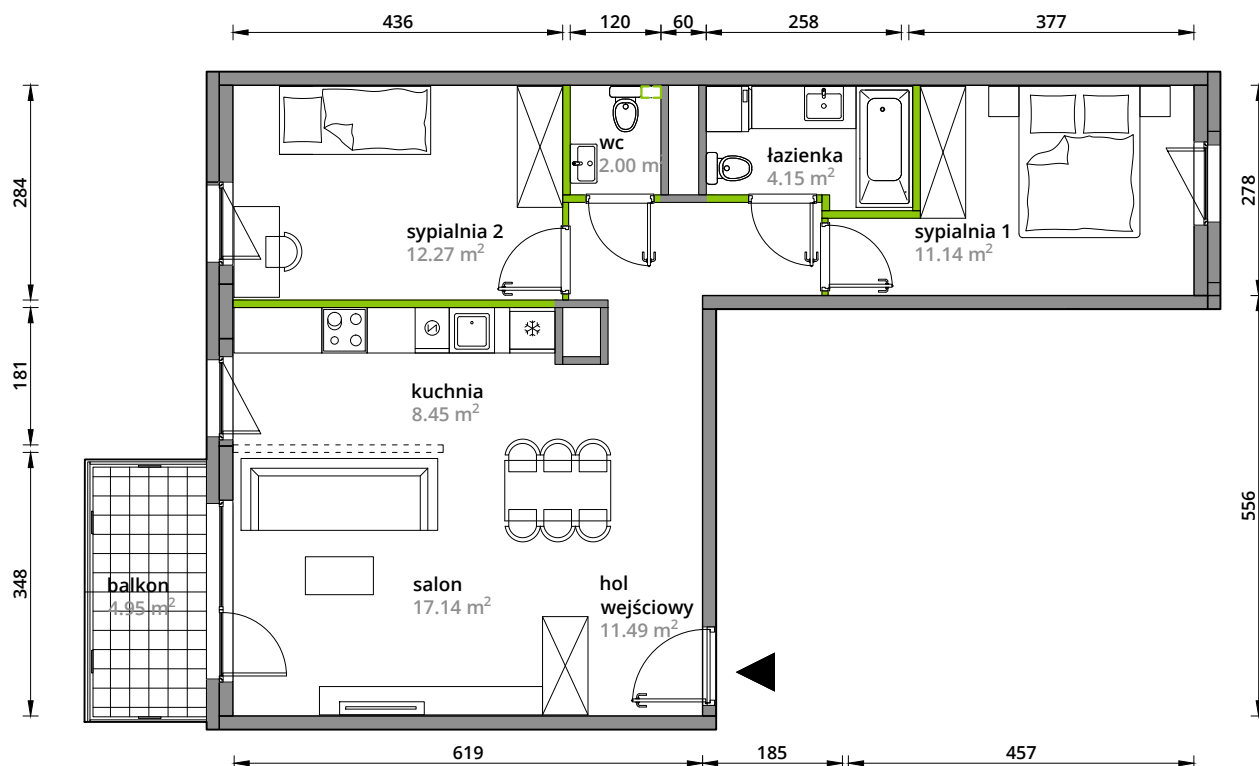 436 120 60 258 377
284
278
wc
2.00 m²
łazienka
4.15 m²
sypialnia 2
12.27 m²
sypialnia 1
11.14 m²
181
kuchnia
8.45 m²
556
348
balkon
4.95 m²
salon
17.14 m²
hol
wejściowy
11.49 m²
619 185 457